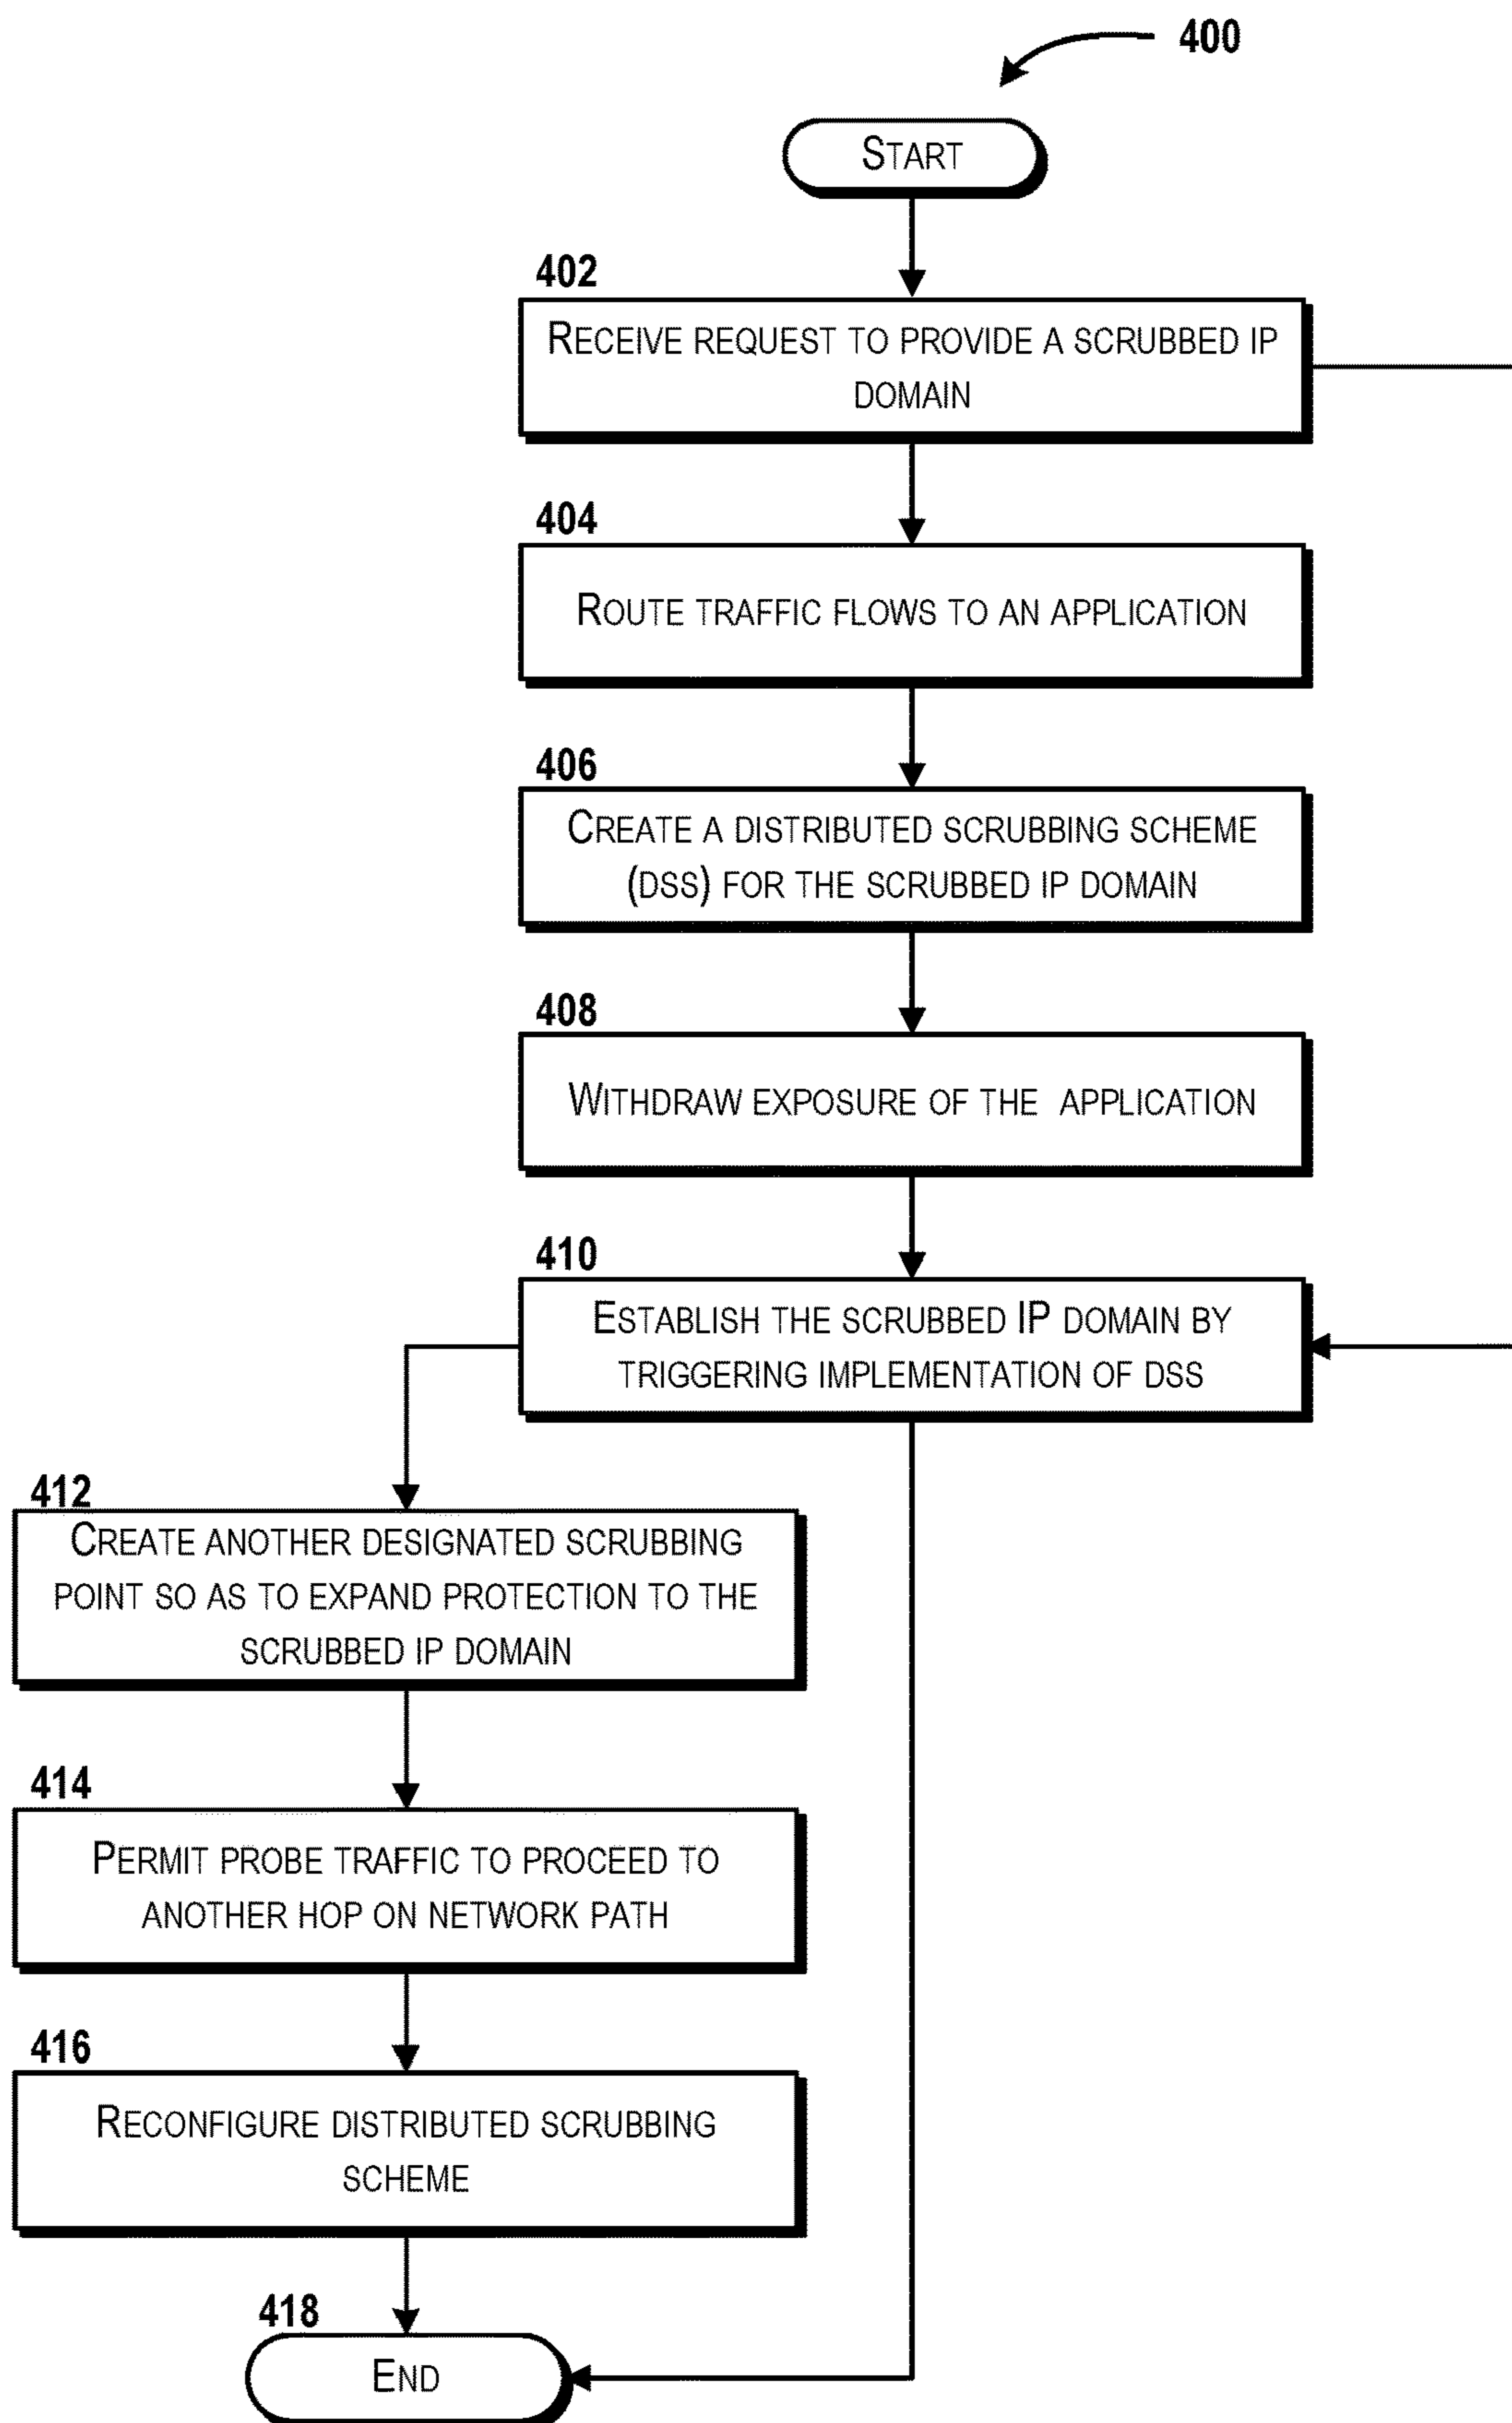 400
START
402
RECEIVE REQUEST TO PROVIDE A SCRUBBED IP
DOMAIN
404
ROUTE TRAFFIC FLOWS TO AN APPLICATION
406
CREATE A DISTRIBUTED SCRUBBING SCHEME
(DSS) FOR THE SCRUBBED IP DOMAIN
408
WITHDRAW EXPOSURE OF THE APPLICATION
410
ESTABLISH THE SCRUBBED IP DOMAIN BY
TRIGGERING IMPLEMENTATION OF DSS
412
CREATE ANOTHER DESIGNATED SCRUBBING
POINT SO AS TO EXPAND PROTECTION TO THE
SCRUBBED IP DOMAIN
414
PERMIT PROBE TRAFFIC TO PROCEED TO
ANOTHER HOP ON NETWORK PATH
416
RECONFIGURE DISTRIBUTED SCRUBBING
SCHEME
418
END